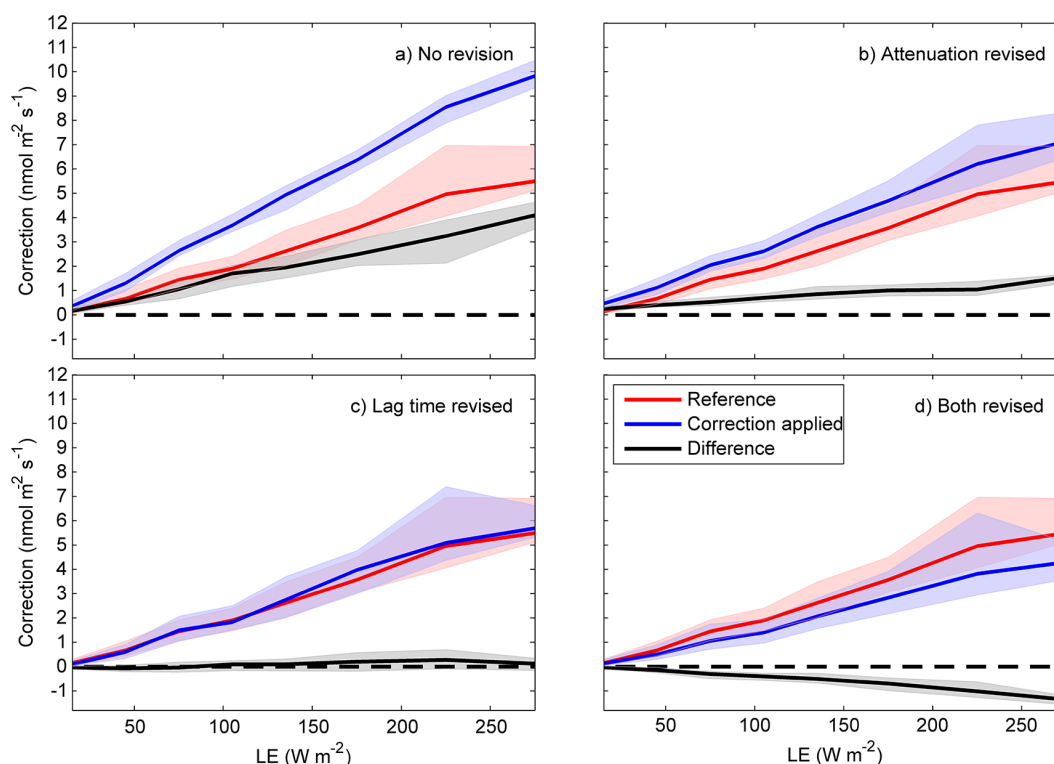 12
11
10
9
8
7
6
5
4
3
2
1
0
-1
Correction (nmol m⁻² s⁻¹)
a) No revision
b) Attenuation revised
12
11
10
9
8
7
6
5
4
3
2
1
0
-1
Correction (nmol m⁻² s⁻¹)
c) Lag time revised
50 100 150 200 250
LE (W m⁻²)
Reference
Correction applied
Difference
d) Both revised
50 100 150 200 250
LE (W m⁻²)